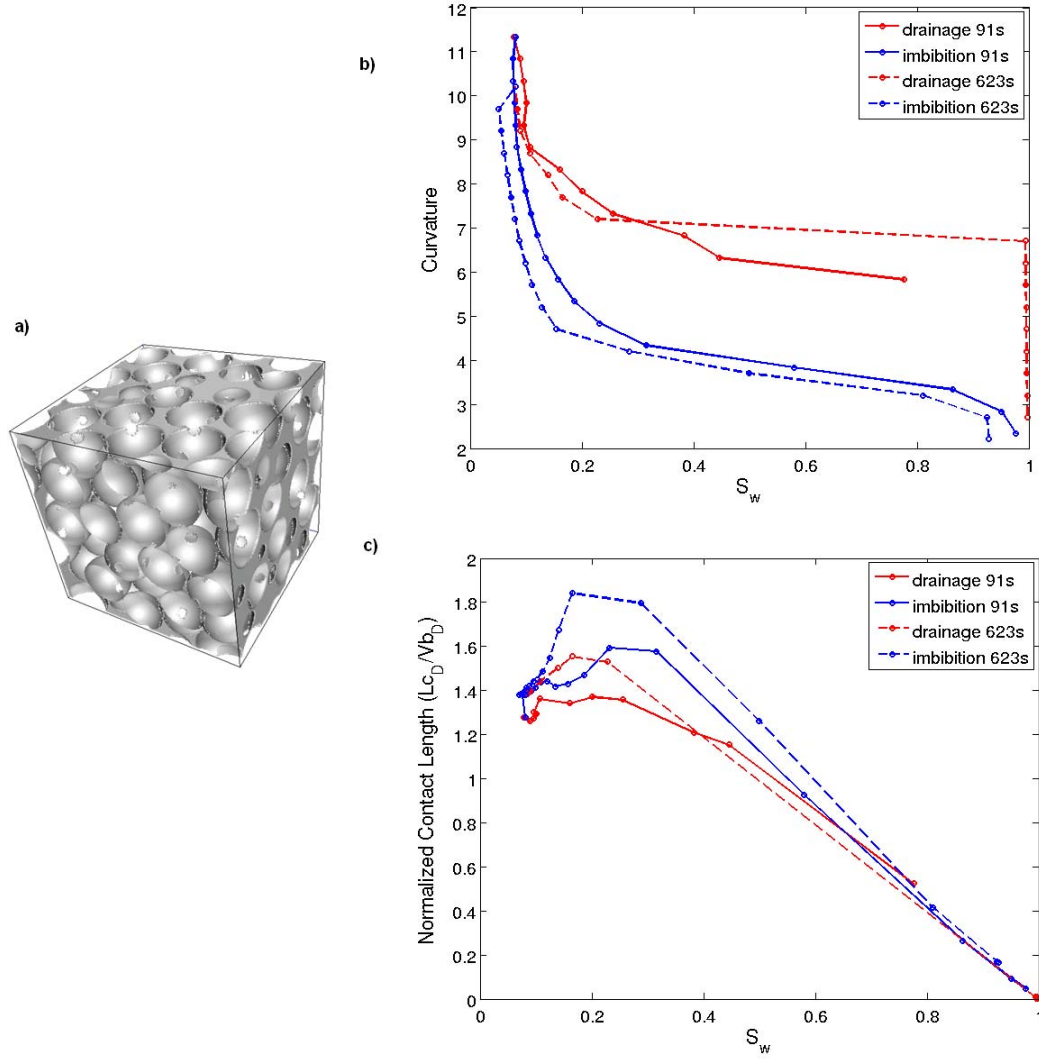 a)
b)
12
11
10
9
8
7
6
5
4
3
2
Curvature
0
0.2
0.4
0.6
0.8
1
S_w
drainage 91s
imbibition 91s
drainage 623s
imbibition 623s
c)
2
1.8
1.6
1.4
1.2
1
0.8
0.6
0.4
0.2
0
Normalized Contact Length (Lc_D/Vb_D)
0
0.2
0.4
0.6
0.8
1
S_w
drainage 91s
imbibition 91s
drainage 623s
imbibition 623s